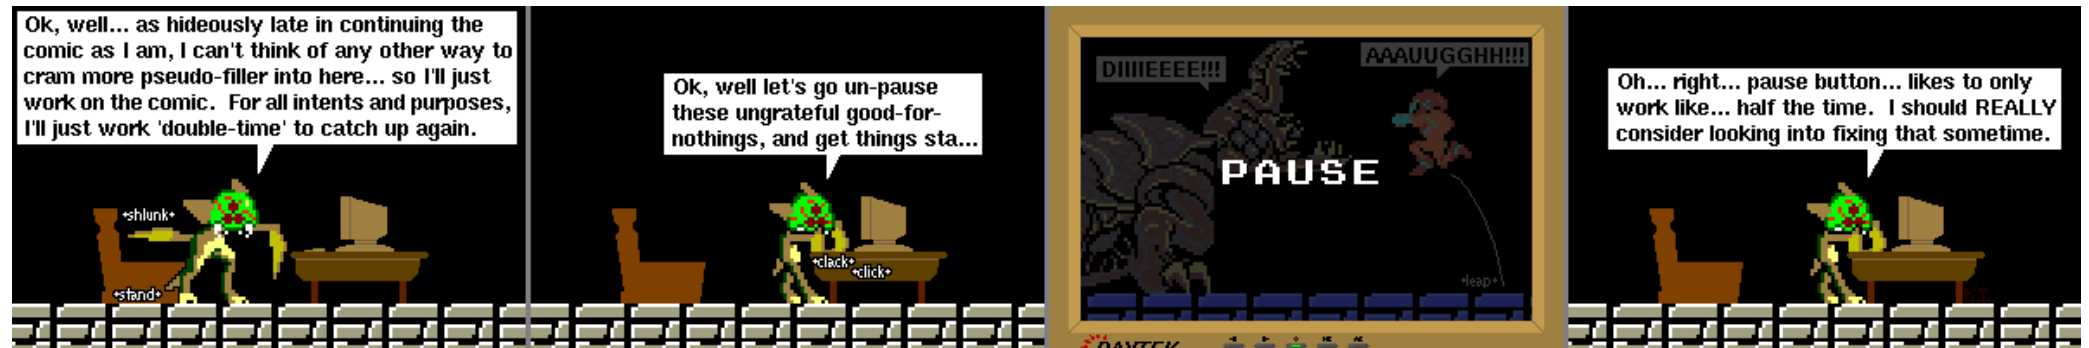 Ok, well... as hideously late in continuing the
comic as I am, I can't think of any other way to
cram more pseudo-filler into here... so I'll just
work on the comic.  For all intents and purposes,
I'll just work 'double-time' to catch up again.
*shlunk*
*stand*
Ok, well let's go un-pause
these ungrateful good-for-
nothings, and get things sta...
*clack*
*click*
DIIIIEEEE!!!
AAAUUGGHH!!!
PAUSE
*leap*
DAYTEK
Oh... right... pause button... likes to only
work like... half the time.  I should REALLY
consider looking into fixing that sometime.